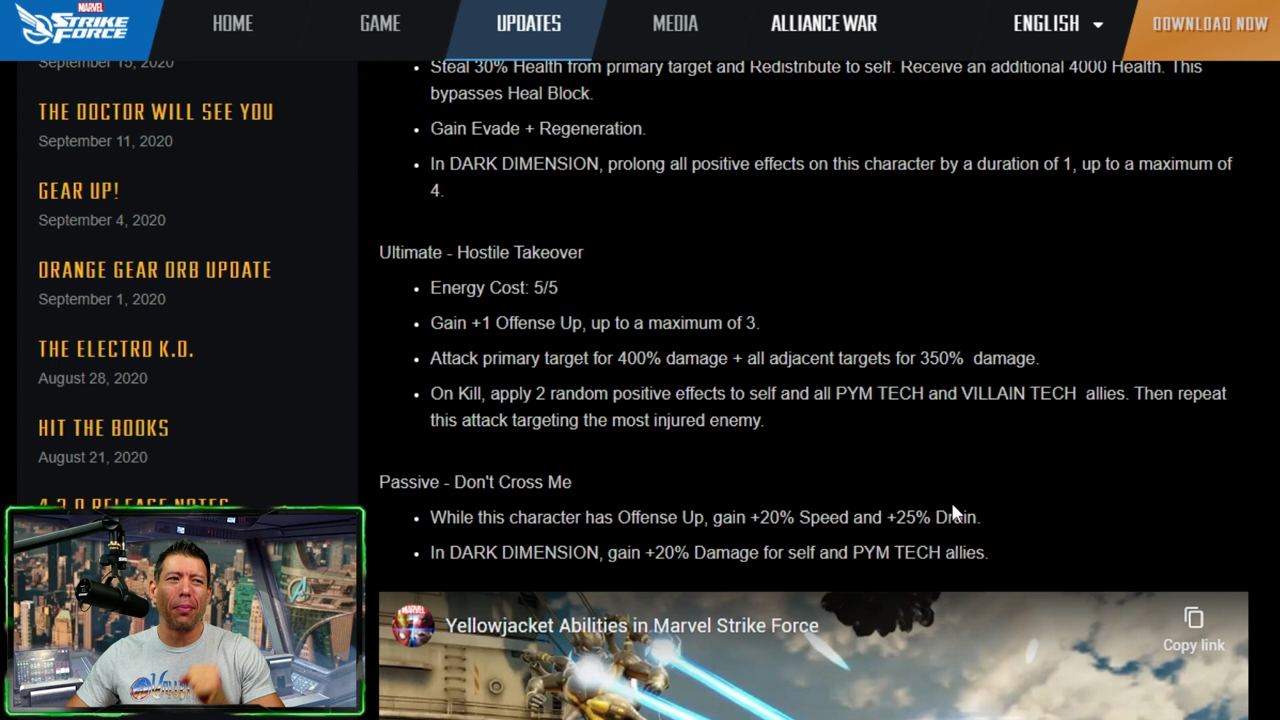 MARVEL
STRIKE
FORCE
HOME
GAME
UPDATES
MEDIA
ALLIANCE WAR
ENGLISH
DOWNLOAD NOW
September 15, 2020
THE DOCTOR WILL SEE YOU
September 11, 2020
GEAR UP!
September 4, 2020
ORANGE GEAR ORB UPDATE
September 1, 2020
THE ELECTRO K.O.
August 28, 2020
HIT THE BOOKS
August 21, 2020
RELEASE NOTES
Steal 30% Health from primary target and Redistribute to self. Receive an additional 4000 Health. This
bypasses Heal Block.
Gain Evade + Regeneration.
In DARK DIMENSION, prolong all positive effects on this character by a duration of 1, up to a maximum of
4.
Ultimate - Hostile Takeover
Energy Cost: 5/5
Gain +1 Offense Up, up to a maximum of 3.
Attack primary target for 400% damage + all adjacent targets for 350% damage.
On Kill, apply 2 random positive effects to self and all PYM TECH and VILLAIN TECH allies. Then repeat
this attack targeting the most injured enemy.
Passive - Don't Cross Me
While this character has Offense Up, gain +20% Speed and +25% Drain.
In DARK DIMENSION, gain +20% Damage for self and PYM TECH allies.
MARVEL
Yellowjacket Abilities in Marvel Strike Force
Copy link